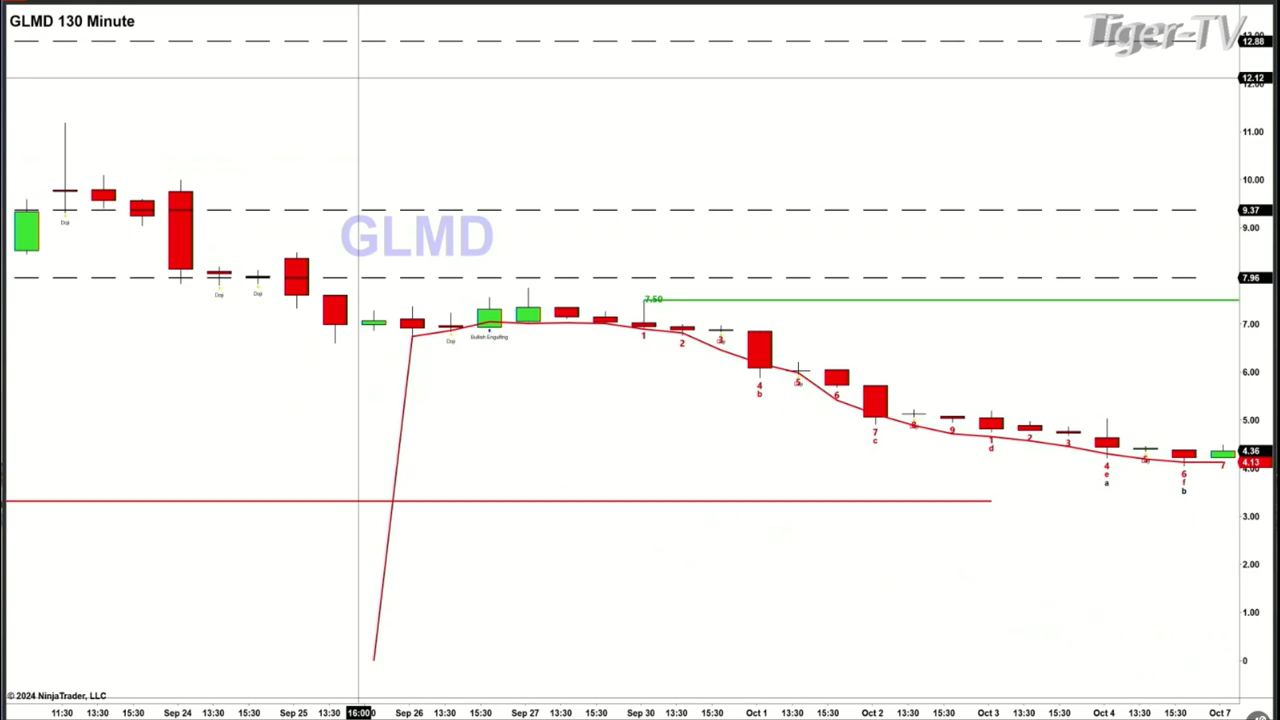 GLMD 130 Minute
Tiger-TV
13.00
12.88
12.12
12.00
11.00
10.00
9.37
9.00
7.96
7.00
6.00
5.00
4.36
4.13
4.00
3.00
2.00
1.00
0
GLMD
7.50
Doji
Doji
Doji
Doji
Bullish Engulfing
1
2
3
4
b
5
6
7
c
8
9
1
d
2
3
4
e
a
5
6
f
b
7
© 2024 NinjaTrader, LLC
11:30 13:30 15:30 Sep 24 13:30 15:30 Sep 25 13:30 16:00 Sep 26 13:30 15:30 Sep 27 13:30 15:30 Sep 30 13:30 15:30 Oct 1 13:30 15:30 Oct 2 13:30 15:30 Oct 3 13:30 15:30 Oct 4 13:30 15:30 Oct 7